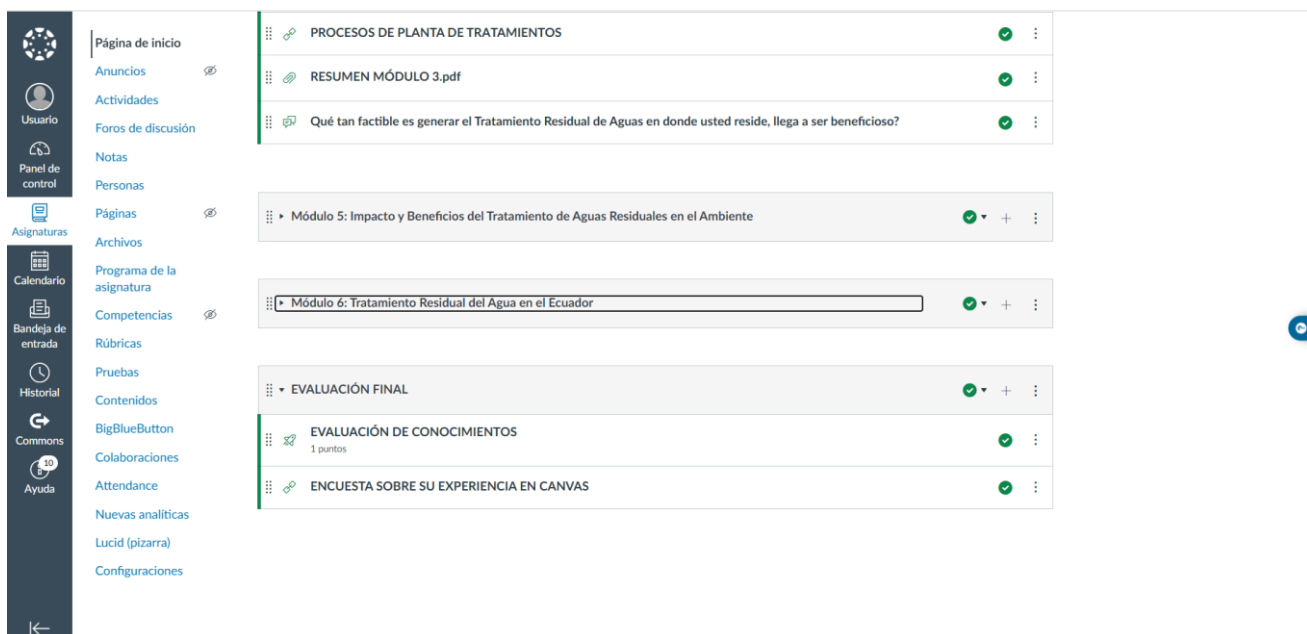 Usuario
Panel de
control
Asignaturas
Calendario
Bandeja de
entrada
Historial
Commons
10
Ayuda
Página de inicio
Anuncios
Actividades
Foros de discusión
Notas
Personas
Páginas
Archivos
Programa de la
asignatura
Competencias
Rúbricas
Pruebas
Contenidos
BigBlueButton
Colaboraciones
Attendance
Nuevas analíticas
Lucid (pizarra)
Configuraciones
PROCESOS DE PLANTA DE TRATAMIENTOS
RESUMEN MÓDULO 3.pdf
Qué tan factible es generar el Tratamiento Residual de Aguas en donde usted reside, llega a ser beneficioso?
Módulo 5: Impacto y Beneficios del Tratamiento de Aguas Residuales en el Ambiente
Módulo 6: Tratamiento Residual del Agua en el Ecuador
EVALUACIÓN FINAL
EVALUACIÓN DE CONOCIMIENTOS
1 puntos
ENCUESTA SOBRE SU EXPERIENCIA EN CANVAS